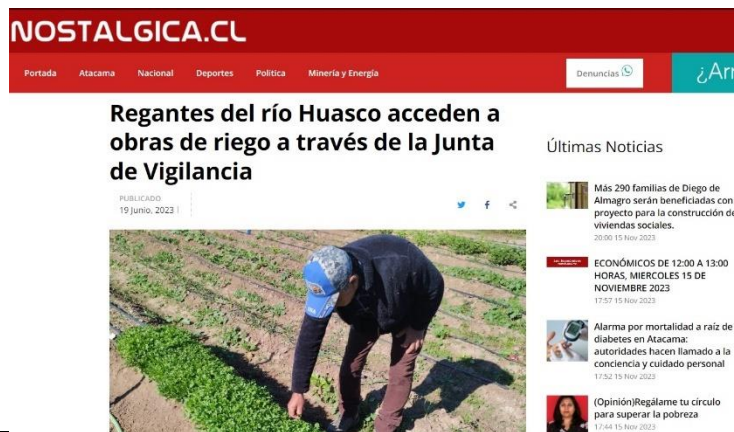 NOSTALGICA.CL
Portada Atacama Nacional Deportes Política Minería y Energía Denuncias ¿Arr
Regantes del río Huasco acceden a
obras de riego a través de la Junta
de Vigilancia
PUBLICADO
19 Junio, 2023
Últimas Noticias
Más 290 familias de Diego de
Almagro serán beneficiadas con
proyecto para la construcción de
viviendas sociales.
20:00 15 Nov 2023
ECONÓMICOS DE 12:00 A 13:00
HORAS, MIERCOLES 15 DE
NOVIEMBRE 2023
17:57 15 Nov 2023
Alarma por mortalidad a raíz de
diabetes en Atacama:
autoridades hacen llamado a la
conciencia y cuidado personal
17:52 15 Nov 2023
(Opinión)Regálame tu círculo
para superar la pobreza
17:44 15 Nov 2023